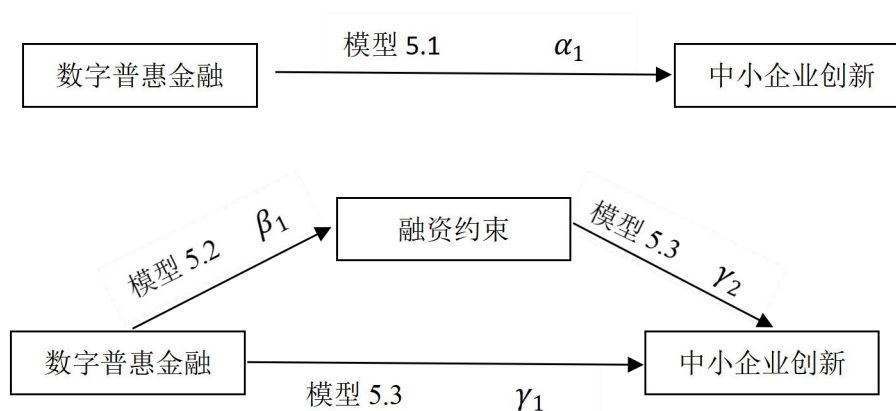 模型 5.1 α₁
数字普惠金融
中小企业创新
模型 5.2 β₁
融资约束
模型 5.3 γ₂
数字普惠金融
中小企业创新
模型 5.3 γ₁